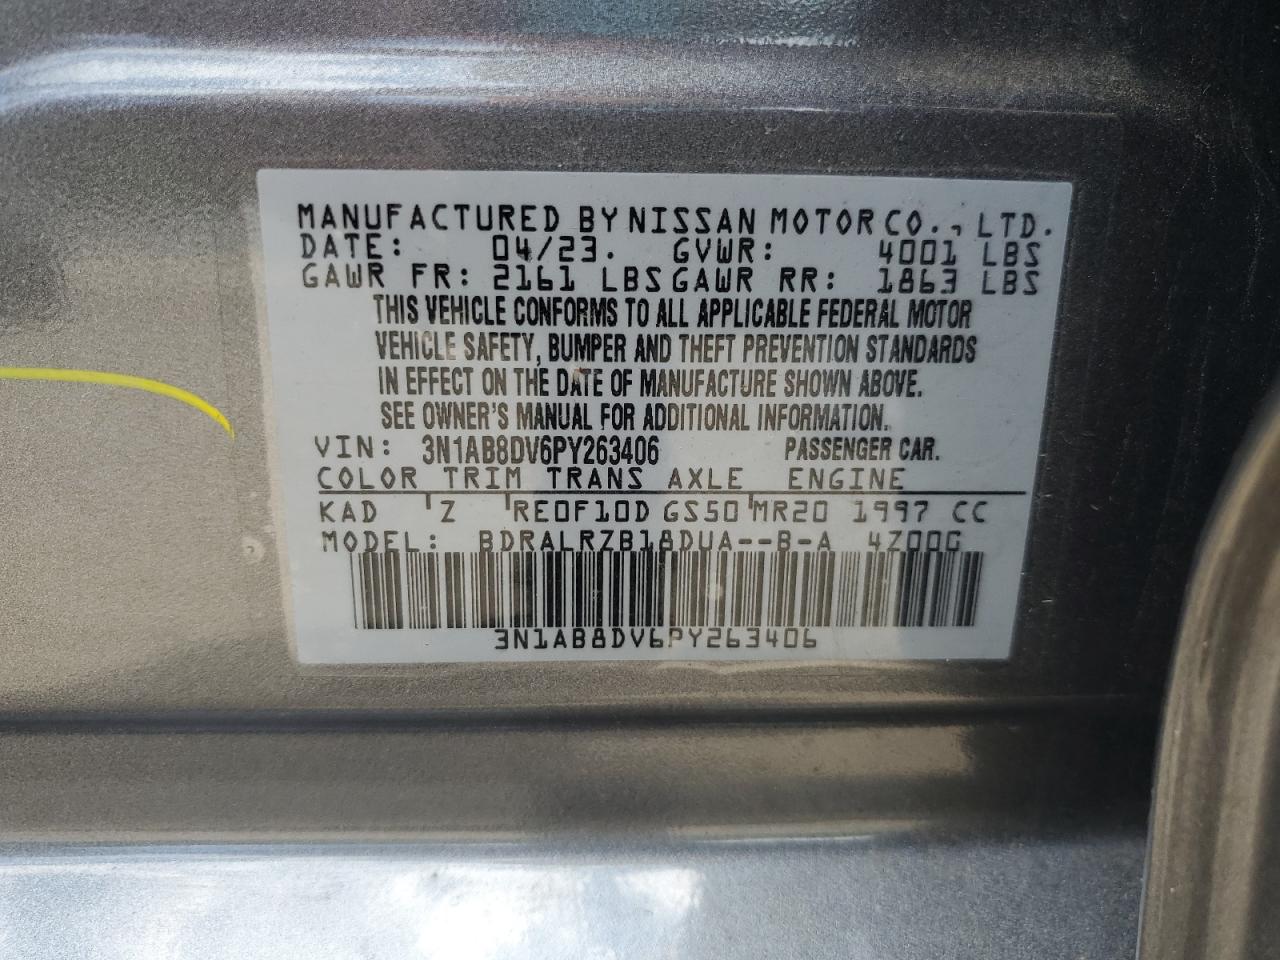 MANUFACTURED BY NISSAN MOTOR CO., LTD.
DATE: 04/23. GVWR: 4001 LBS
GAWR FR: 2161 LBS GAWR RR: 1863 LBS
THIS VEHICLE CONFORMS TO ALL APPLICABLE FEDERAL MOTOR
VEHICLE SAFETY, BUMPER AND THEFT PREVENTION STANDARDS
IN EFFECT ON THE DATE OF MANUFACTURE SHOWN ABOVE.
SEE OWNER'S MANUAL FOR ADDITIONAL INFORMATION.
VIN: 3N1AB8DV6PY263406 PASSENGER CAR.
COLOR TRIM TRANS AXLE ENGINE
KAD Z RE0F10D GS50 MR20 1997 CC
MODEL: BDRALRZB18DUA--B-A 4Z00G
3N1AB8DV6PY263406